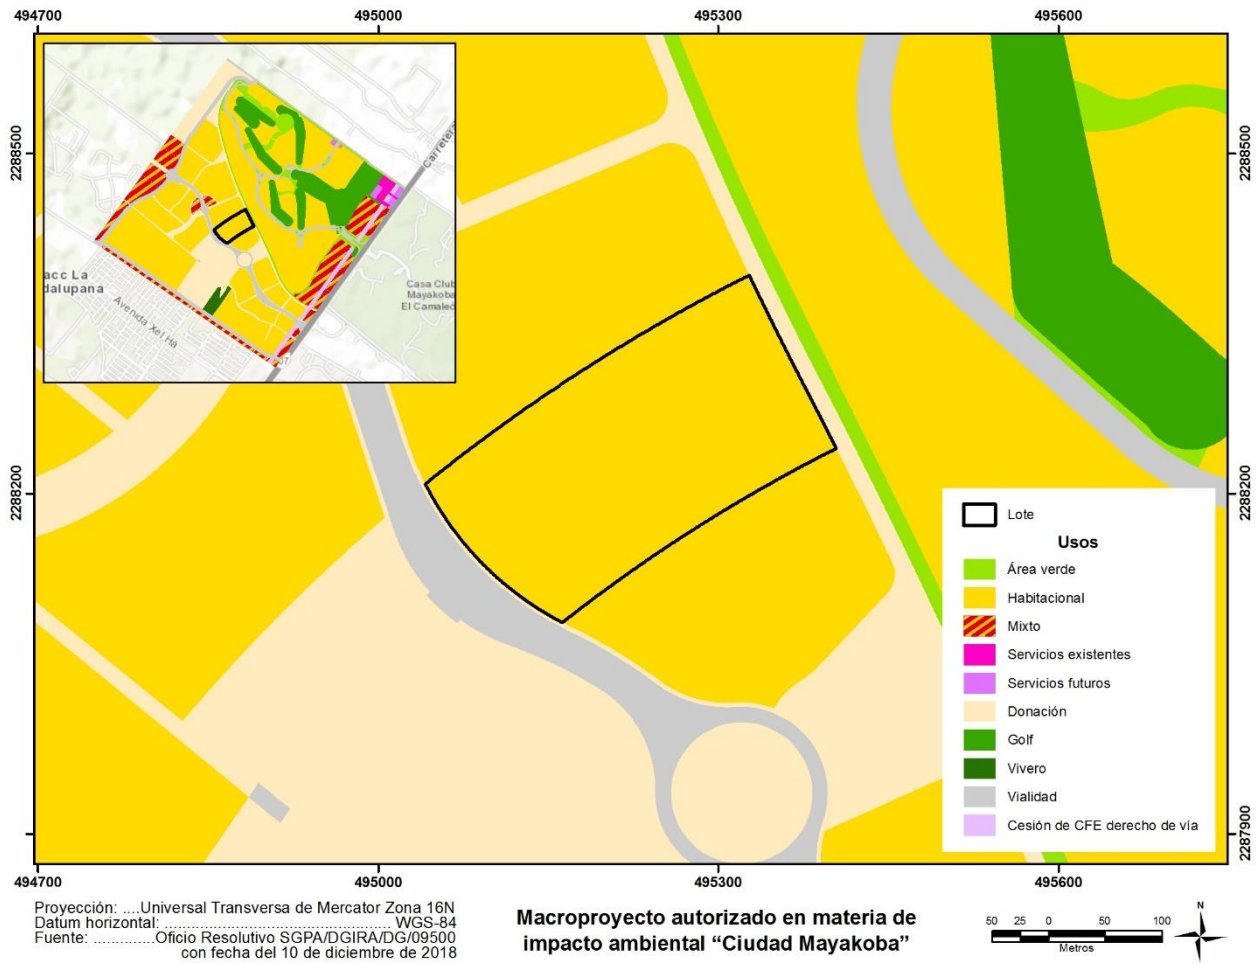 494700 495000 495300 495600
2288500 2288500
Carretera
acc La
dalupana
Casa Club
Mayakoba
El Camaleó
Avenida Xel Ha
2288200 2288200
Lote
Usos
Área verde
Habitacional
Mixto
Servicios existentes
Servicios futuros
Donación
Golf
Vivero
Vialidad
Cesión de CFE derecho de via
2287900
494700 495000 495300 495600
Proyección: ....Universal Transversa de Mercator Zona 16N
Datum horizontal: ............................................ WGS-84
Fuente: ..............Oficio Resolutivo SGPA/DGIRA/DG/09500
con fecha del 10 de diciembre de 2018
Macroproyecto autorizado en materia de
impacto ambiental “Ciudad Mayakoba”
50 25 0 50 100
Metros
N